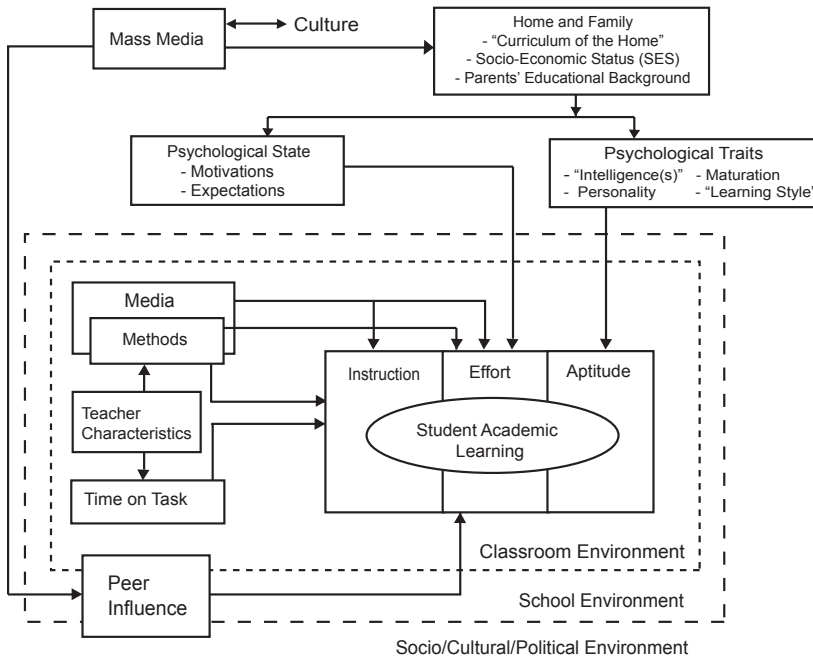 Mass Media
Culture
Home and Family
- “Curriculum of the Home”
- Socio-Economic Status (SES)
- Parents’ Educational Background
Psychological State
- Motivations
- Expectations
Psychological Traits
- “Intelligence(s)” - Maturation
- Personality - “Learning Style”
Media
Methods
Teacher
Characteristics
Time on Task
Instruction
Effort
Aptitude
Student Academic
Learning
Classroom Environment
Peer
Influence
School Environment
Socio/Cultural/Political Environment